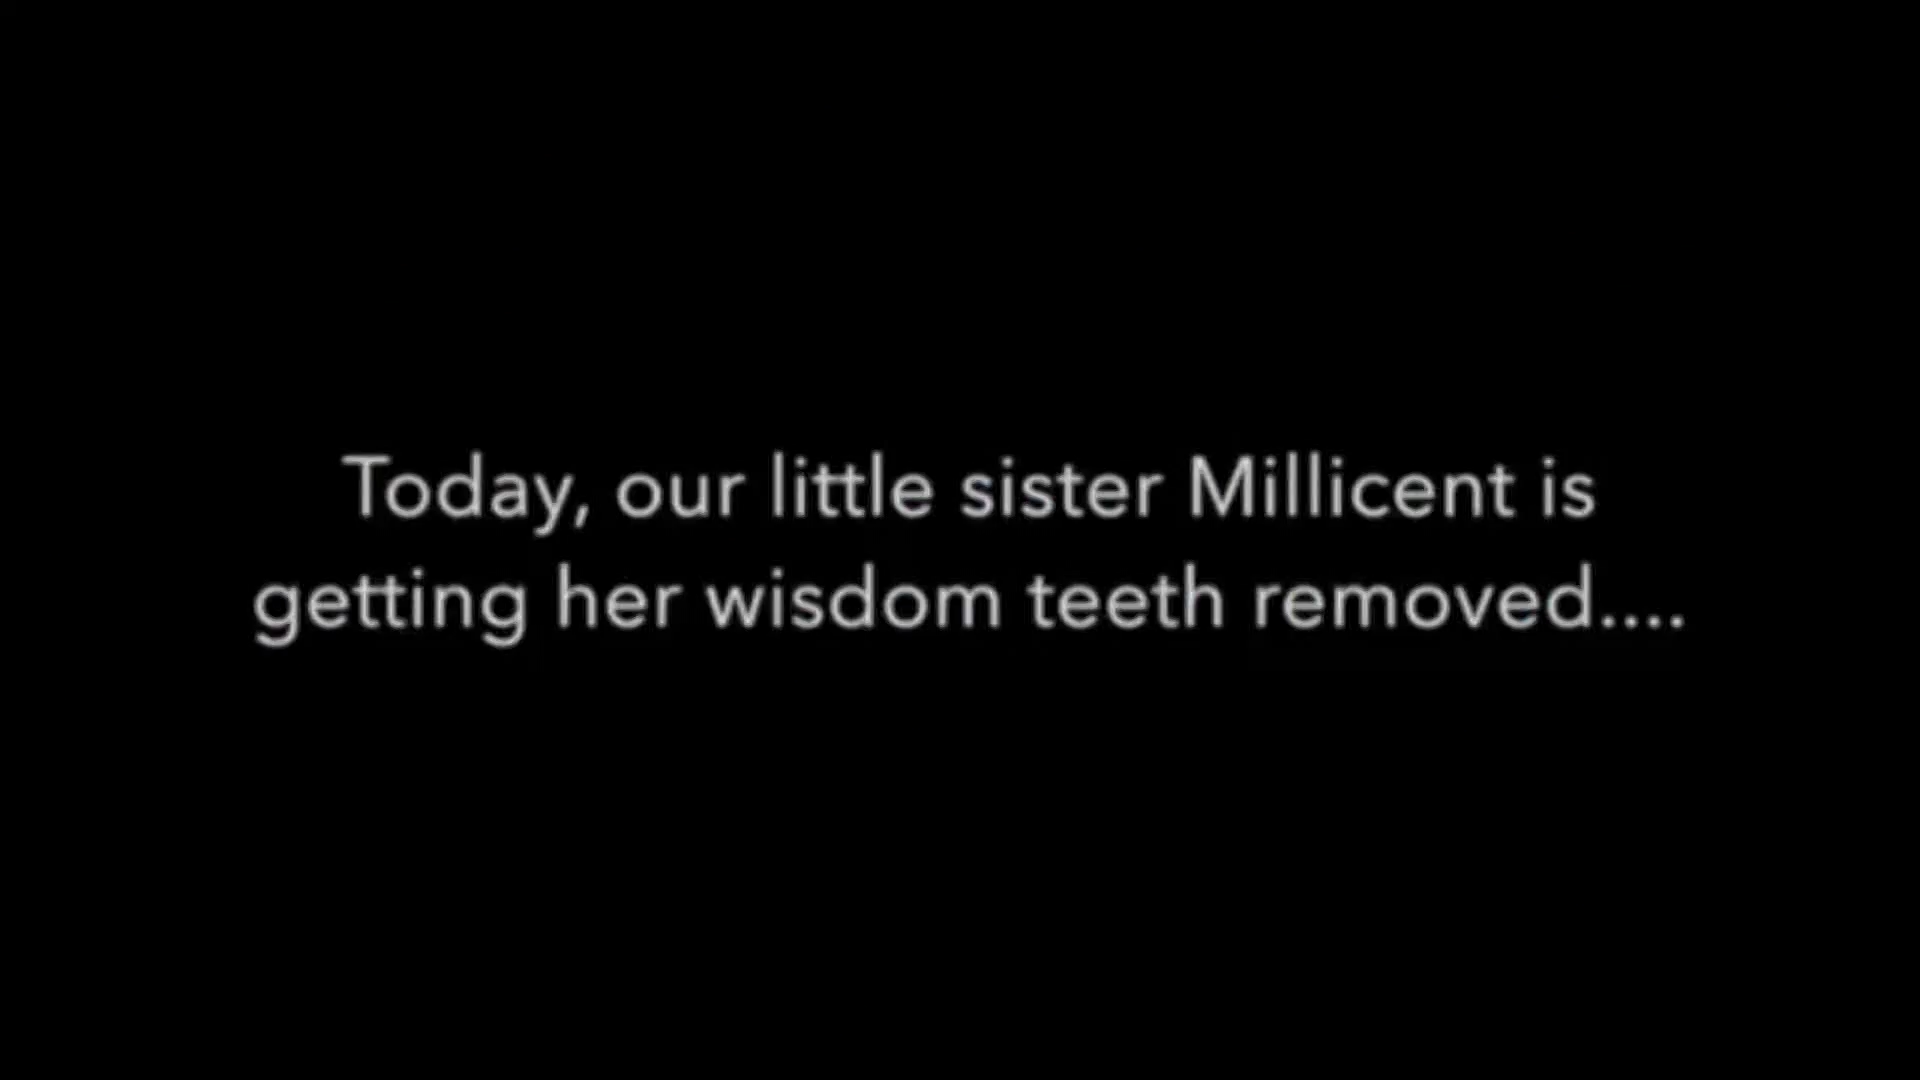 Today, our little sister Millicent is
getting her wisdom teeth removed....